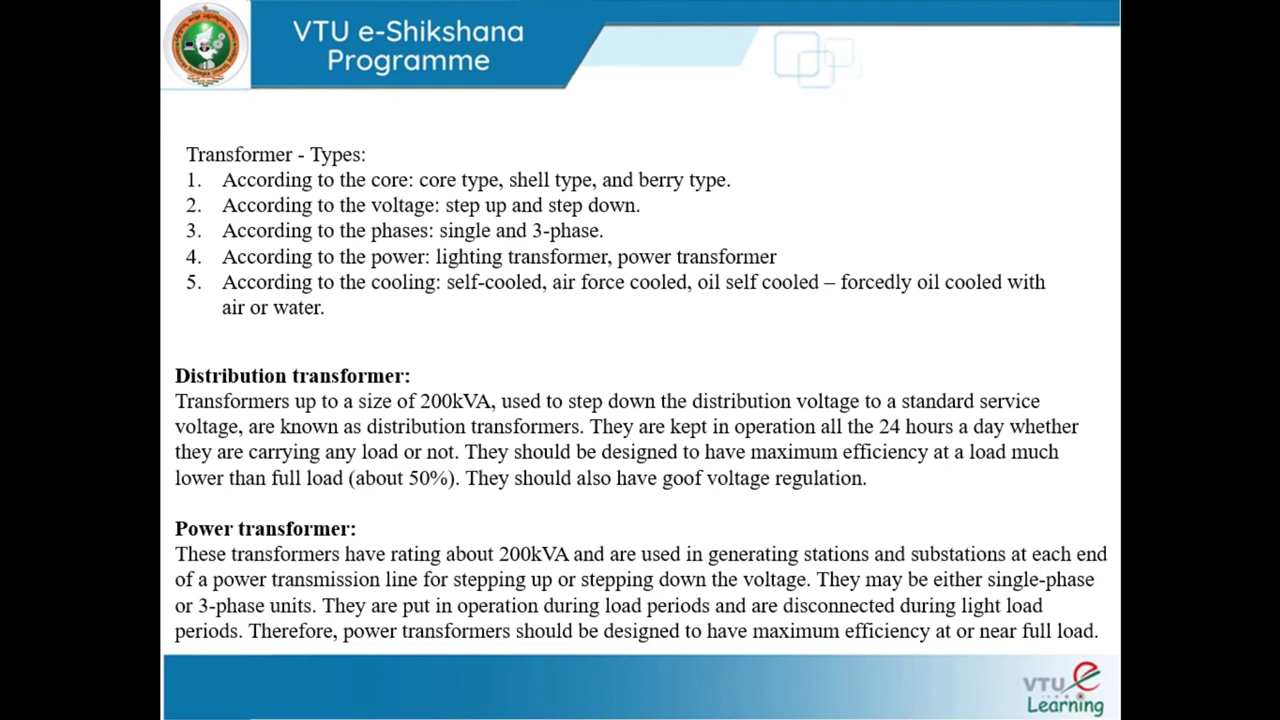 VTU e-Shikshana
Programme
Transformer - Types:
1. According to the core: core type, shell type, and berry type.
2. According to the voltage: step up and step down.
3. According to the phases: single and 3-phase.
4. According to the power: lighting transformer, power transformer
5. According to the cooling: self-cooled, air force cooled, oil self cooled – forcedly oil cooled with
air or water.
Distribution transformer:
Transformers up to a size of 200kVA, used to step down the distribution voltage to a standard service
voltage, are known as distribution transformers. They are kept in operation all the 24 hours a day whether
they are carrying any load or not. They should be designed to have maximum efficiency at a load much
lower than full load (about 50%). They should also have goof voltage regulation.
Power transformer:
These transformers have rating about 200kVA and are used in generating stations and substations at each end
of a power transmission line for stepping up or stepping down the voltage. They may be either single-phase
or 3-phase units. They are put in operation during load periods and are disconnected during light load
periods. Therefore, power transformers should be designed to have maximum efficiency at or near full load.
VTU e
Learning